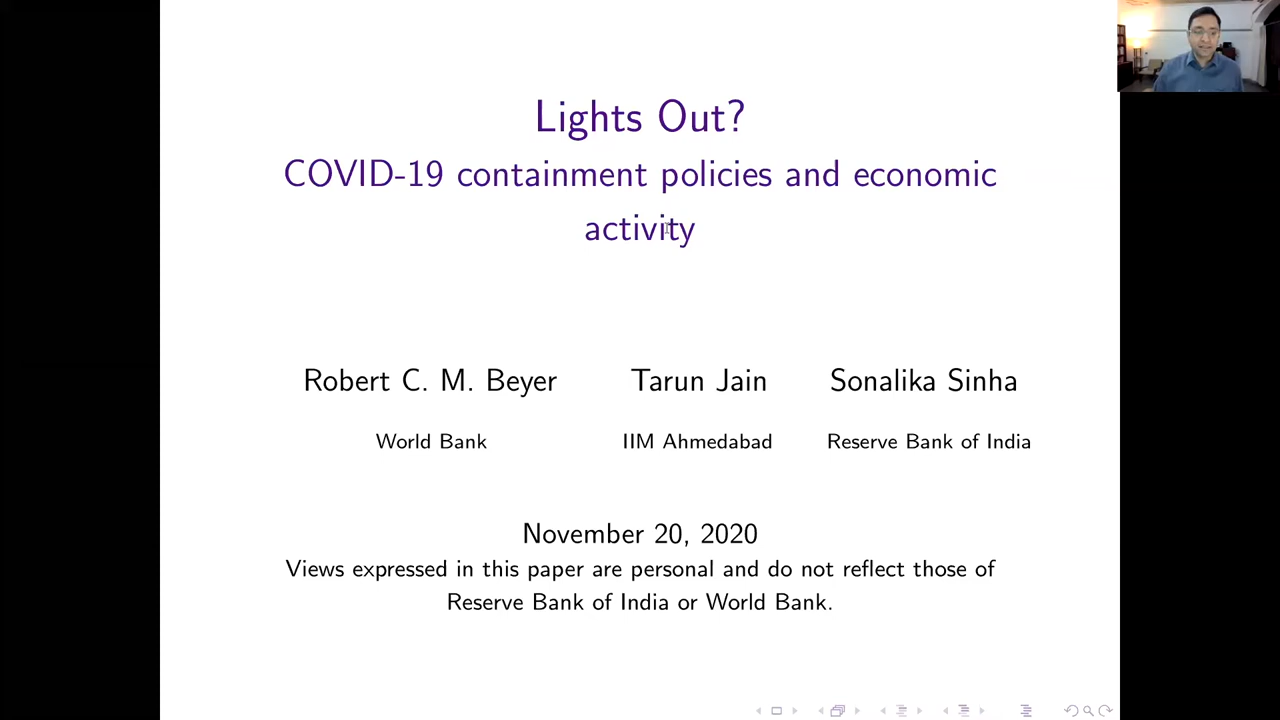 Lights Out?
COVID-19 containment policies and economic
activity
Robert C. M. Beyer Tarun Jain Sonalika Sinha
World Bank IIM Ahmedabad Reserve Bank of India
November 20, 2020
Views expressed in this paper are personal and do not reflect those of
Reserve Bank of India or World Bank.